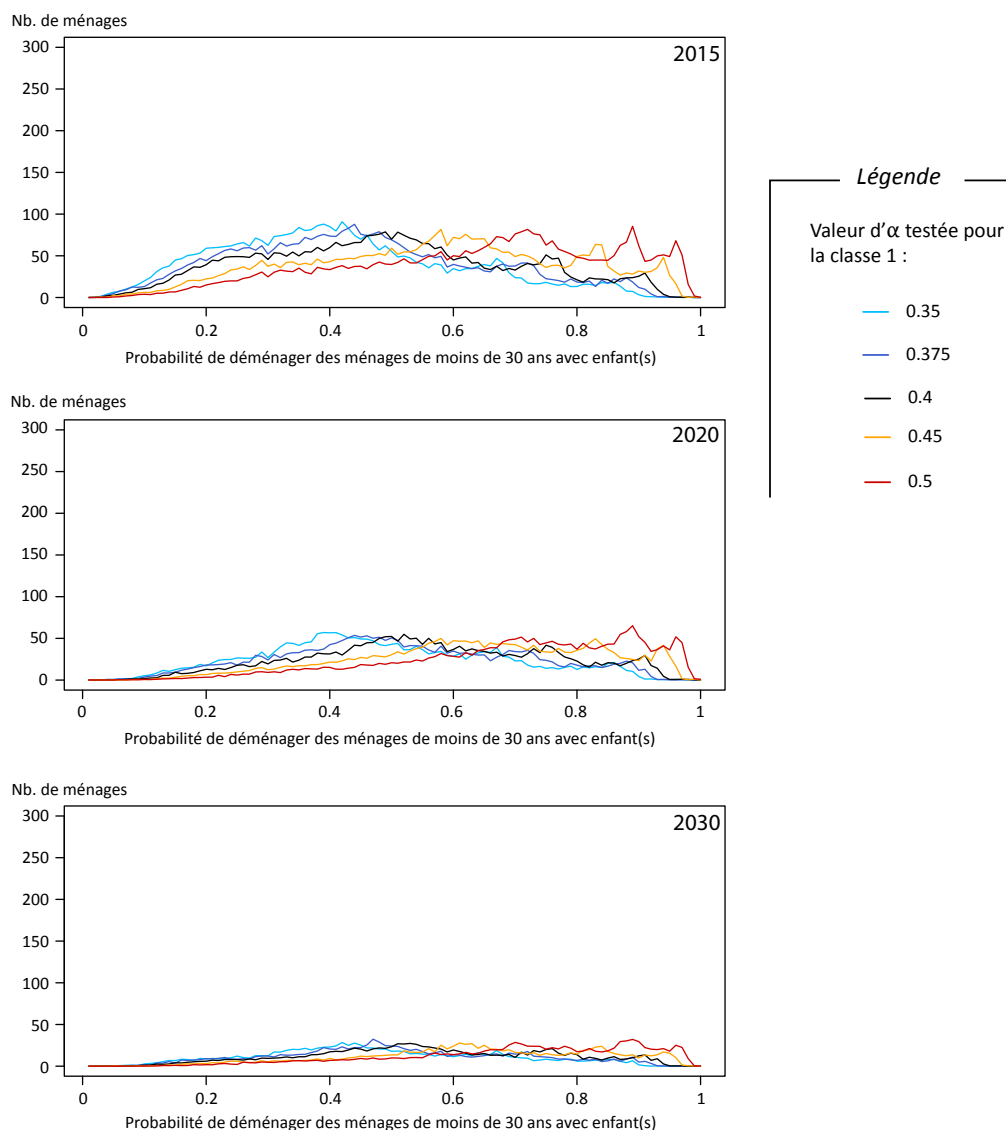 Nb. de ménages
2015
300
250
200
150
100
50
0
0 0.2 0.4 0.6 0.8 1
Probabilité de déménager des ménages de moins de 30 ans avec enfant(s)
Nb. de ménages
2020
300
250
200
150
100
50
0
0 0.2 0.4 0.6 0.8 1
Probabilité de déménager des ménages de moins de 30 ans avec enfant(s)
Nb. de ménages
2030
300
250
200
150
100
50
0
0 0.2 0.4 0.6 0.8 1
Probabilité de déménager des ménages de moins de 30 ans avec enfant(s)
Légende
Valeur d'α testée pour
la classe 1 :
0.35
0.375
0.4
0.45
0.5